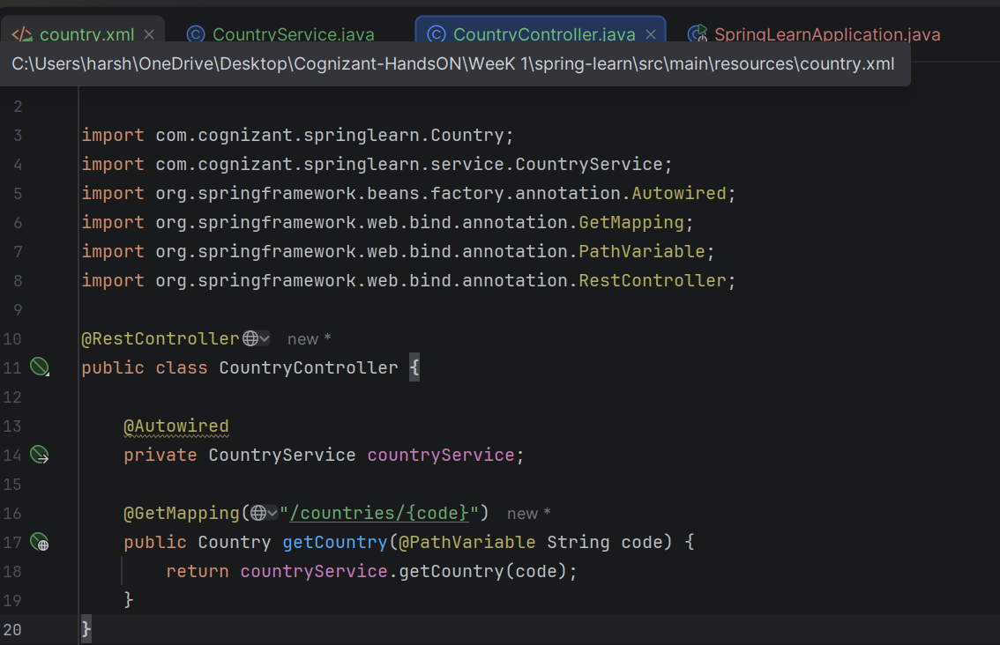 country.xml
CountryService.java
CountryController.java
SpringLearnApplication.java
C:\Users\harsh\OneDrive\Desktop\Cognizant-HandsON\WeeK 1\spring-learn\src\main\resources\country.xml
2
3 import com.cognizant.springlearn.Country;
4 import com.cognizant.springlearn.service.CountryService;
5 import org.springframework.beans.factory.annotation.Autowired;
6 import org.springframework.web.bind.annotation.GetMapping;
7 import org.springframework.web.bind.annotation.PathVariable;
8 import org.springframework.web.bind.annotation.RestController;
9
10 @RestController new *
11 public class CountryController {
12
13 @Autowired
14 private CountryService countryService;
15
16 @GetMapping("/countries/{code}") new *
17 public Country getCountry(@PathVariable String code) {
18 return countryService.getCountry(code);
19 }
20 }